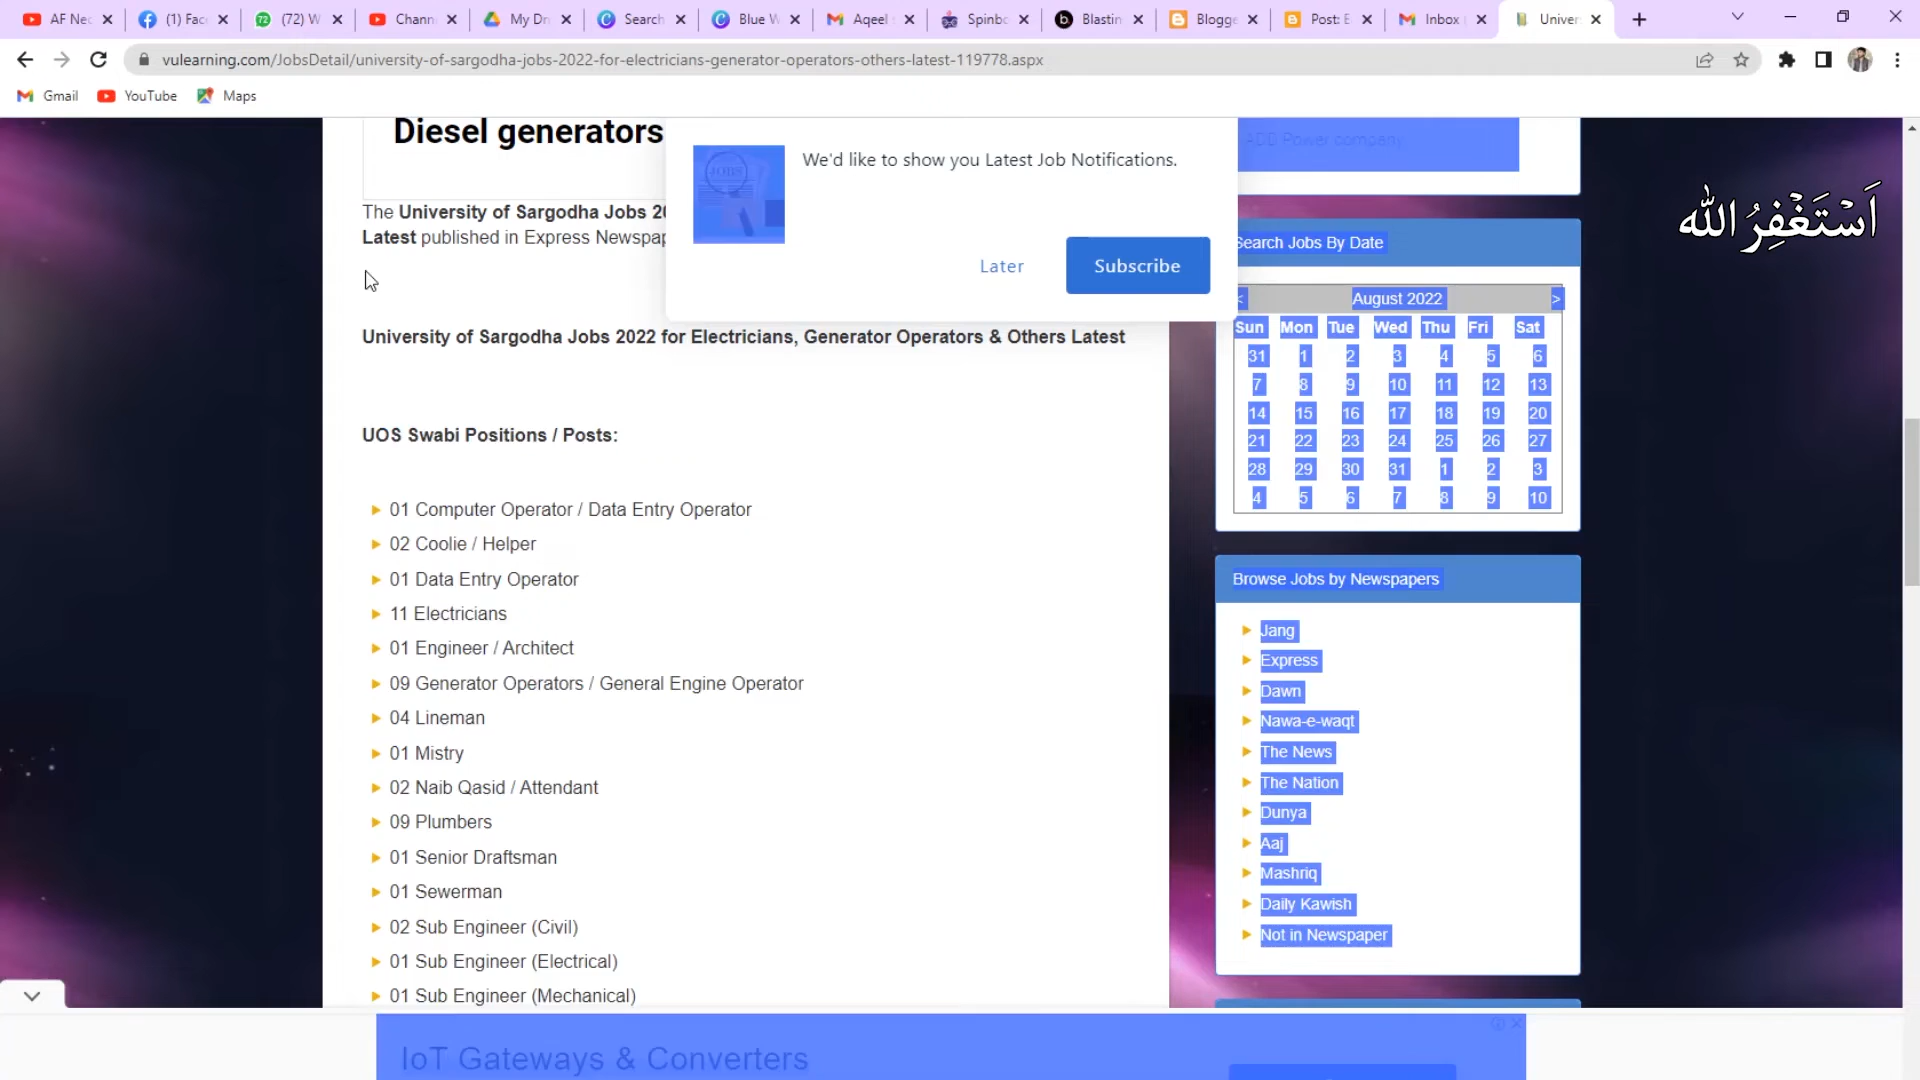 AF Nec
(1) Fac
(72) W
Chann
My Dr
Search
Blue W
Aqeel
Spinb
Blastin
Blogge
Post: E
Inbox
Univer
vulearning.com/JobsDetail/university-of-sargodha-jobs-2022-for-electricians-generator-operators-others-latest-119778.aspx
Gmail
YouTube
Maps
Diesel generators
The University of Sargodha Jobs 20
Latest published in Express Newspap
We'd like to show you Latest Job Notifications.
JOBS
Later
Subscribe
University of Sargodha Jobs 2022 for Electricians, Generator Operators & Others Latest
UOS Swabi Positions / Posts:
01 Computer Operator / Data Entry Operator
02 Coolie / Helper
01 Data Entry Operator
11 Electricians
01 Engineer / Architect
09 Generator Operators / General Engine Operator
04 Lineman
01 Mistry
02 Naib Qasid / Attendant
09 Plumbers
01 Senior Draftsman
01 Sewerman
02 Sub Engineer (Civil)
01 Sub Engineer (Electrical)
01 Sub Engineer (Mechanical)
ADD Power company
اَسْتَغْفِرُ اللّٰه
Search Jobs By Date
< August 2022 >
Sun Mon Tue Wed Thu Fri Sat
31 1 2 3 4 5 6
7 8 9 10 11 12 13
14 15 16 17 18 19 20
21 22 23 24 25 26 27
28 29 30 31 1 2 3
4 5 6 7 8 9 10
Browse Jobs by Newspapers
Jang
Express
Dawn
Nawa-e-waqt
The News
The Nation
Dunya
Aaj
Mashriq
Daily Kawish
Not in Newspaper
IoT Gateways & Converters